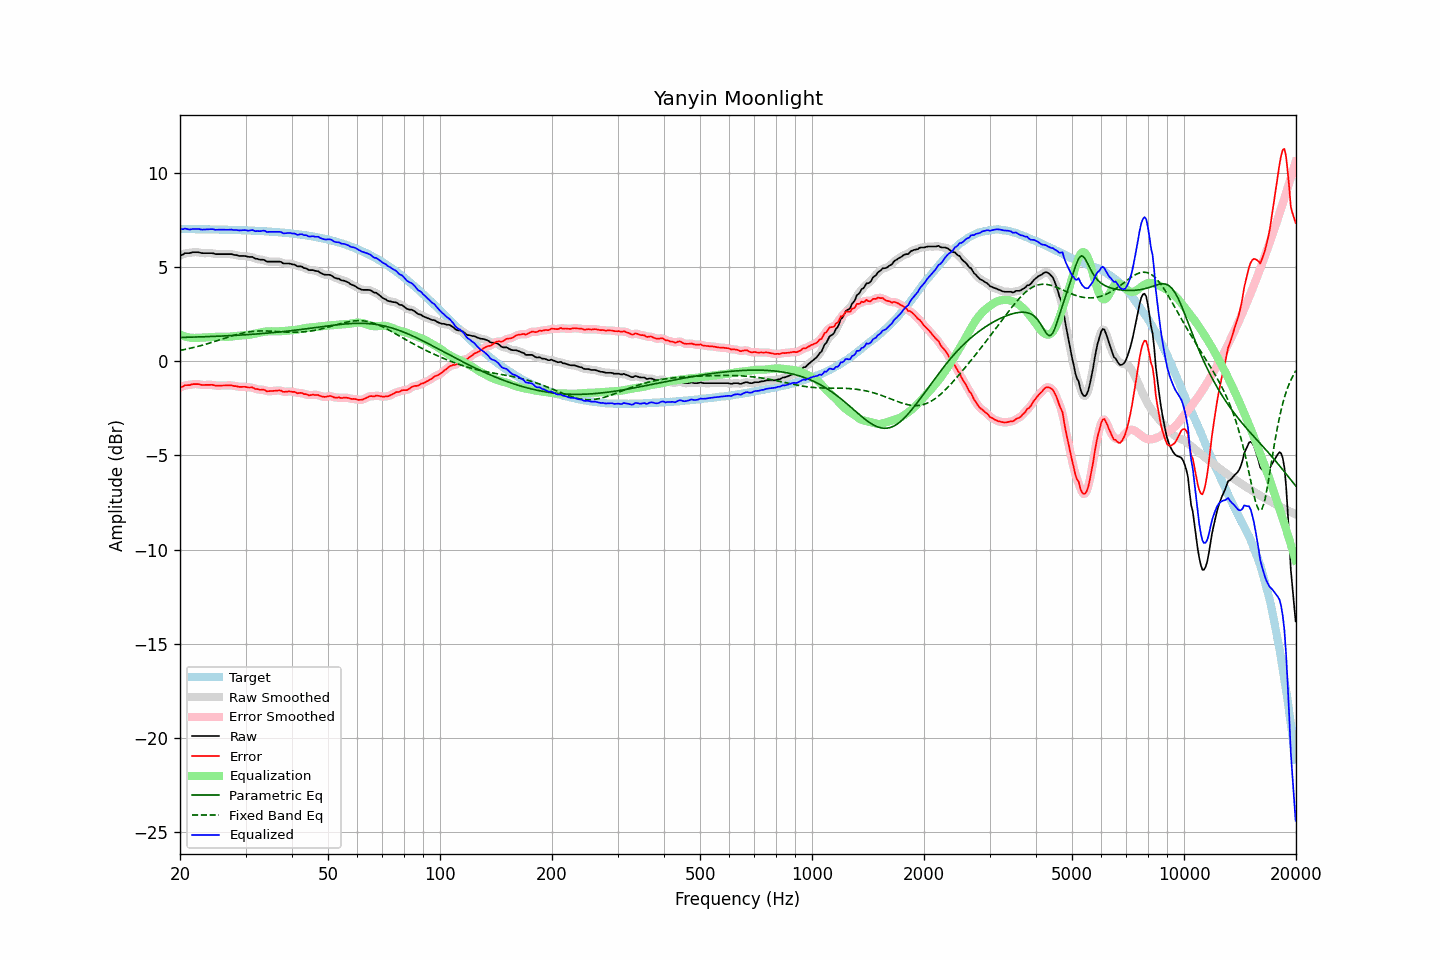 Yanyin Moonlight
Amplitude (dBr)
10
5
0
−5
−10
−15
−20
−25
Target
Raw Smoothed
Error Smoothed
Raw
Error
Equalization
Parametric Eq
Fixed Band Eq
Equalized
20 50 100 200 500 1000 2000 5000 10000 20000
Frequency (Hz)